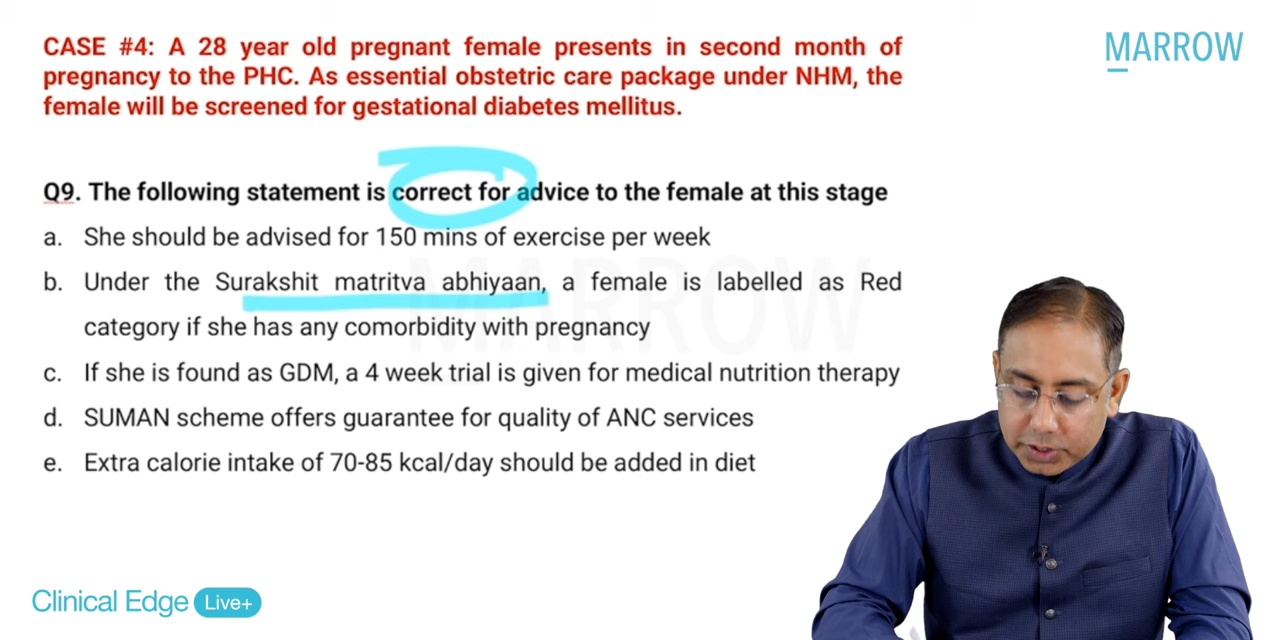 CASE #4: A 28 year old pregnant female presents in second month of
pregnancy to the PHC. As essential obstetric care package under NHM, the
female will be screened for gestational diabetes mellitus.
MARROW
Q9. The following statement is correct for advice to the female at this stage
a. She should be advised for 150 mins of exercise per week
b. Under the Surakshit matritva abhiyaan, a female is labelled as Red
category if she has any comorbidity with pregnancy
c. If she is found as GDM, a 4 week trial is given for medical nutrition therapy
d. SUMAN scheme offers guarantee for quality of ANC services
e. Extra calorie intake of 70-85 kcal/day should be added in diet
MARROW
Clinical Edge Live+